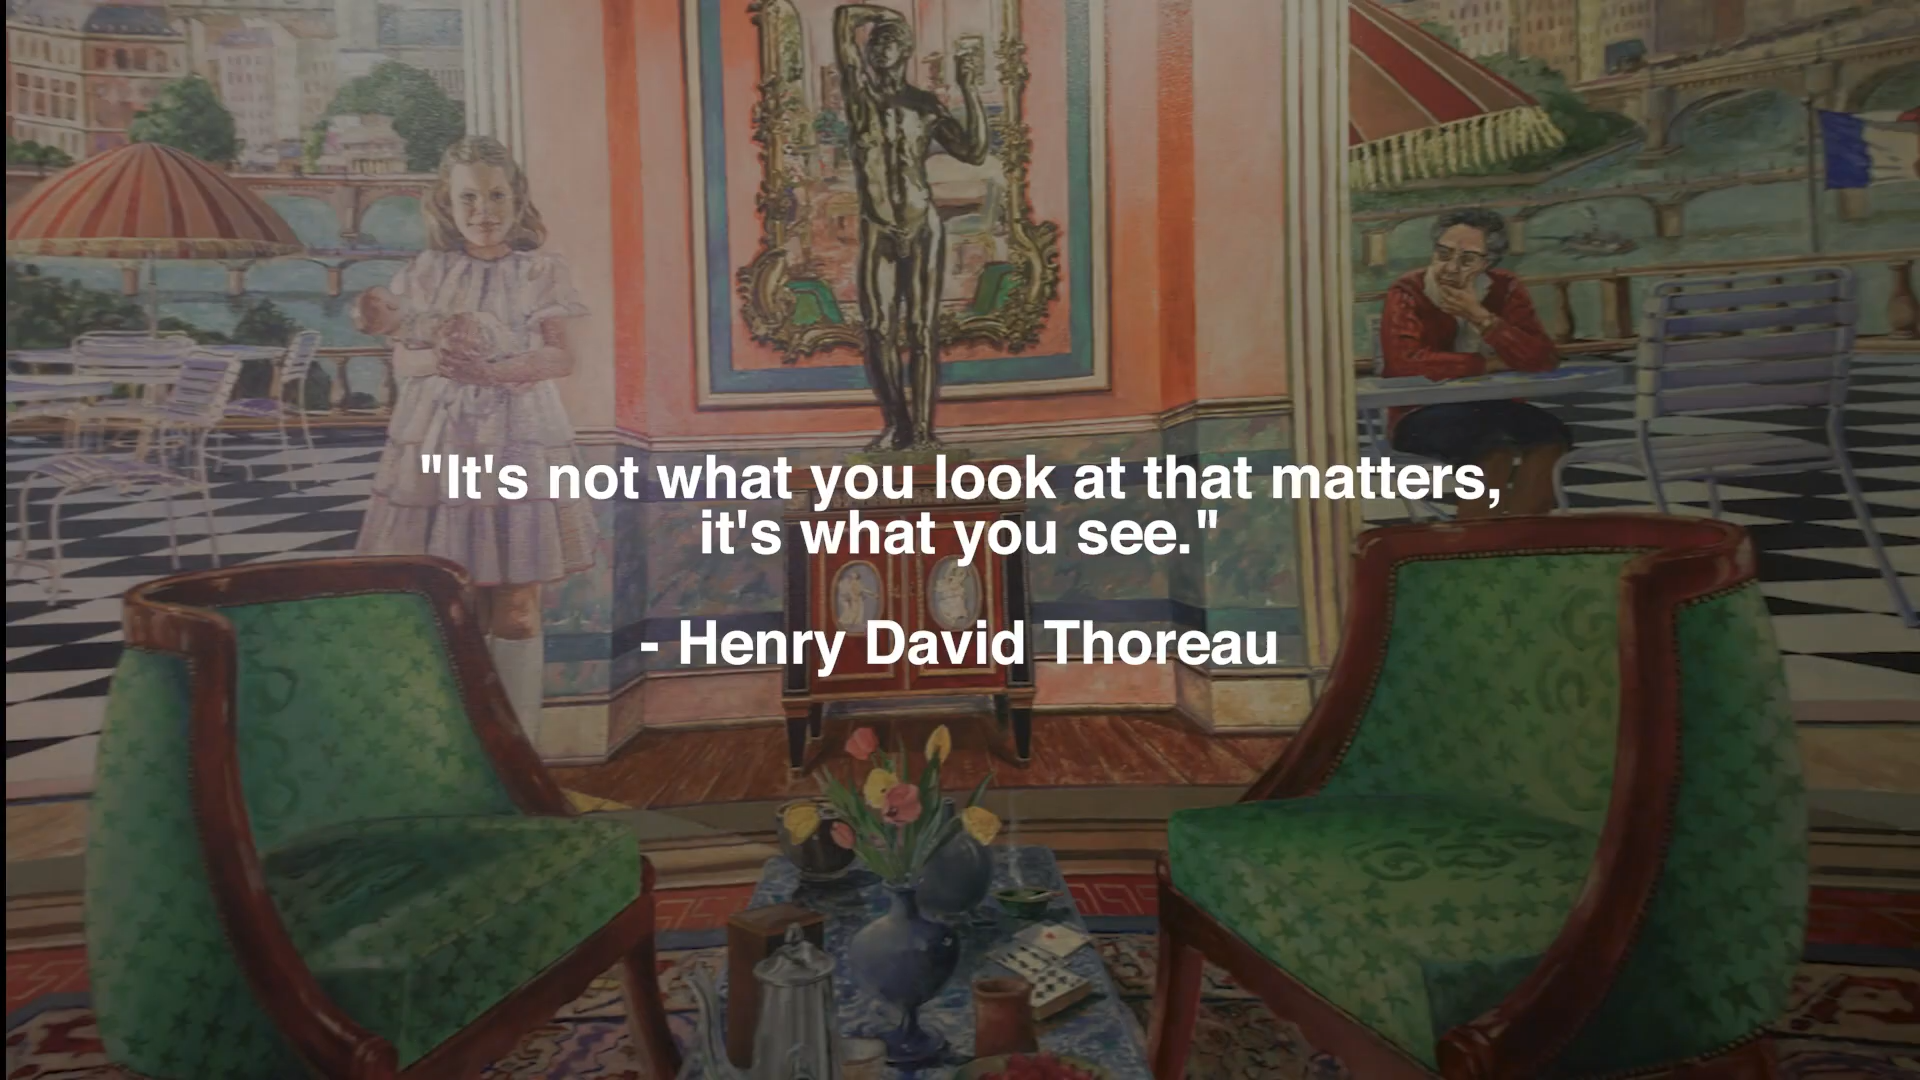 "It's not what you look at that matters,
it's what you see."
- Henry David Thoreau